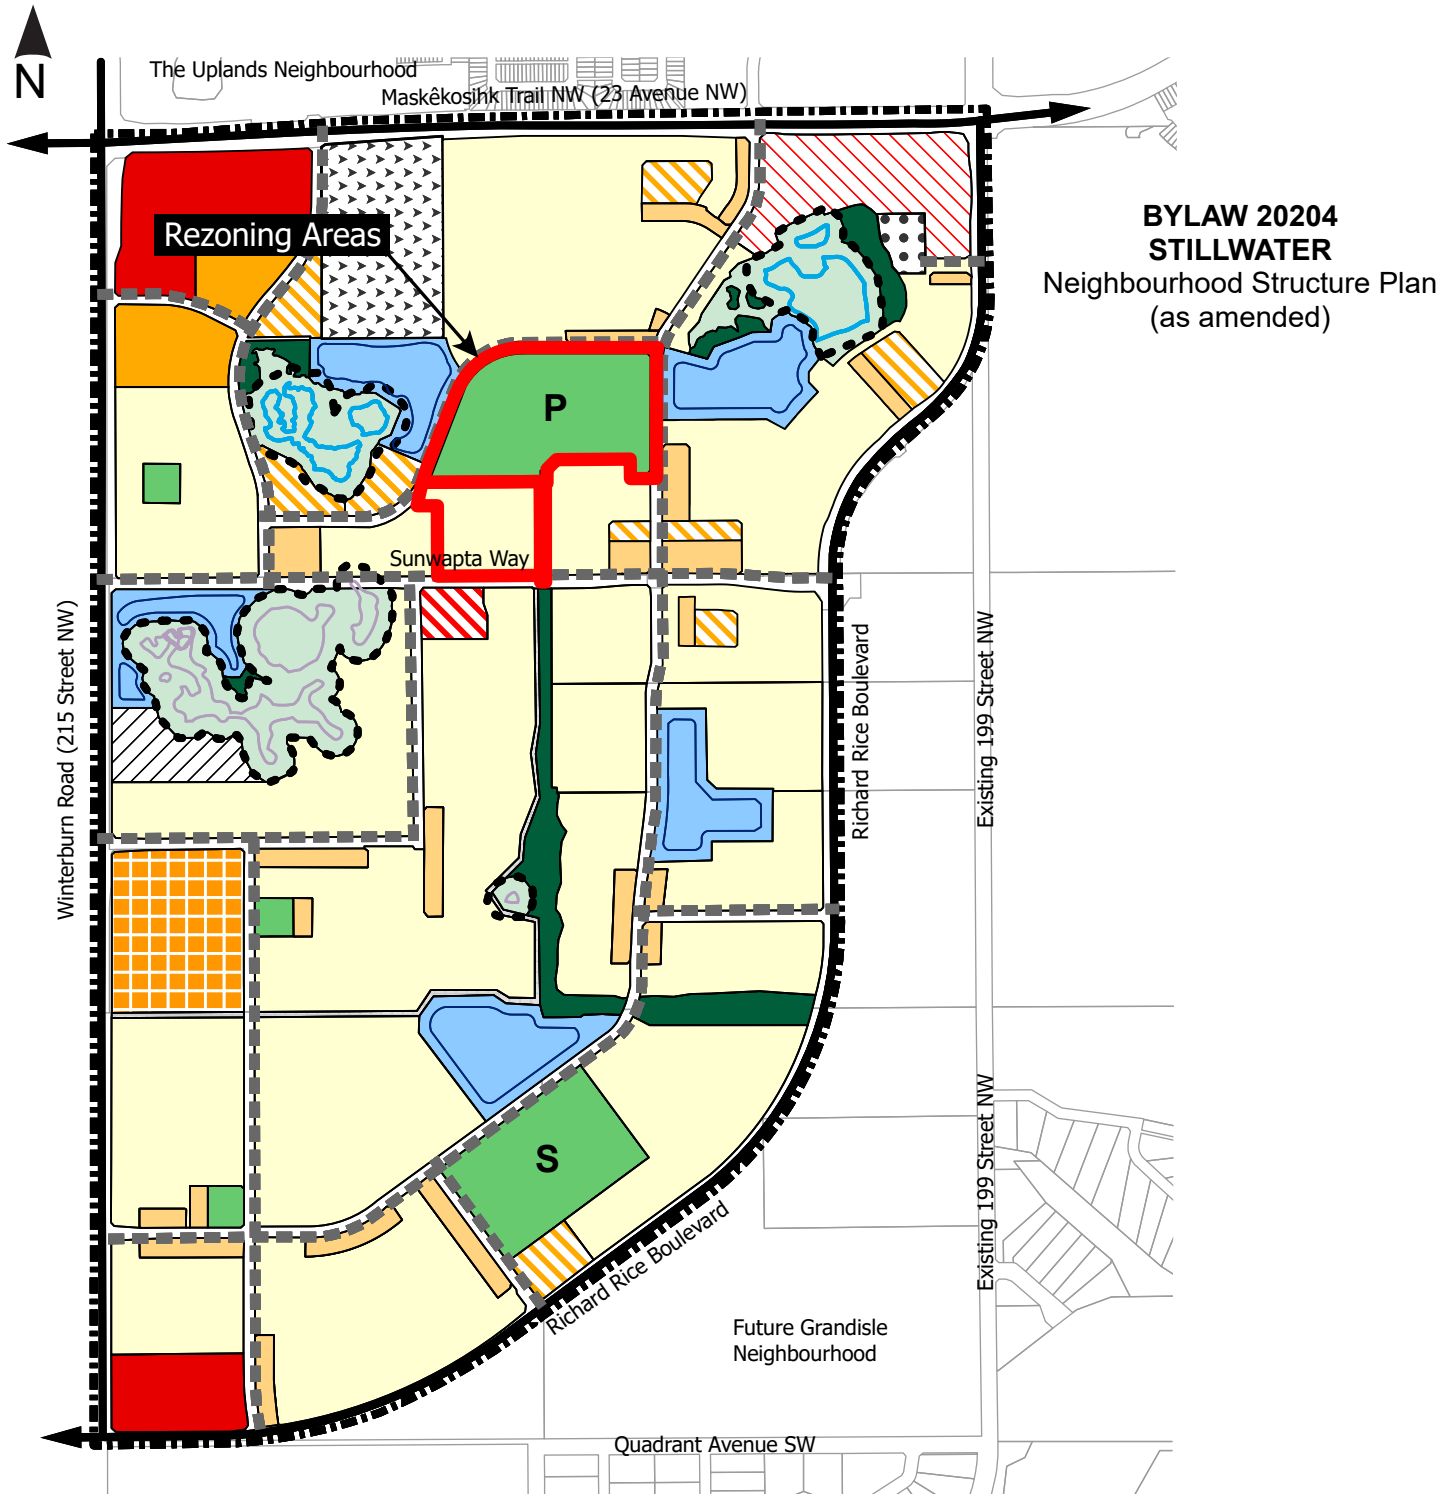 N
The Uplands Neighbourhood
Maskêkosihk Trail NW (23 Avenue NW)
BYLAW 20204
STILLWATER
Neighbourhood Structure Plan
(as amended)
Rezoning Areas
P
Sunwapta Way
Winterburn Road (215 Street NW)
Richard Rice Boulevard
Existing 199 Street NW
S
Existing 199 Street NW
Richard Rice Boulevard
Future Grandisle
Neighbourhood
Quadrant Avenue SW